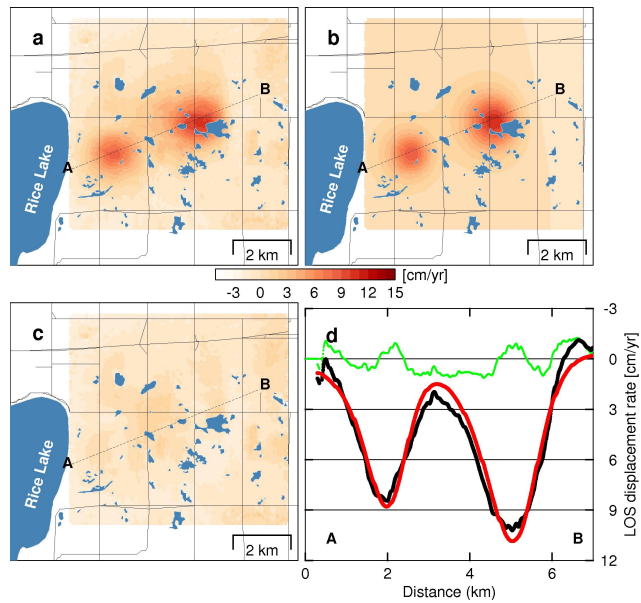 a
B
A
Rice Lake
2 km
b
B
A
Rice Lake
2 km
[cm/yr]
-3 0 3 6 9 12 15
c
B
A
Rice Lake
2 km
d
-3
0
3
6
9
12
LOS displacement rate [cm/yr]
A B
0 2 4 6
Distance (km)